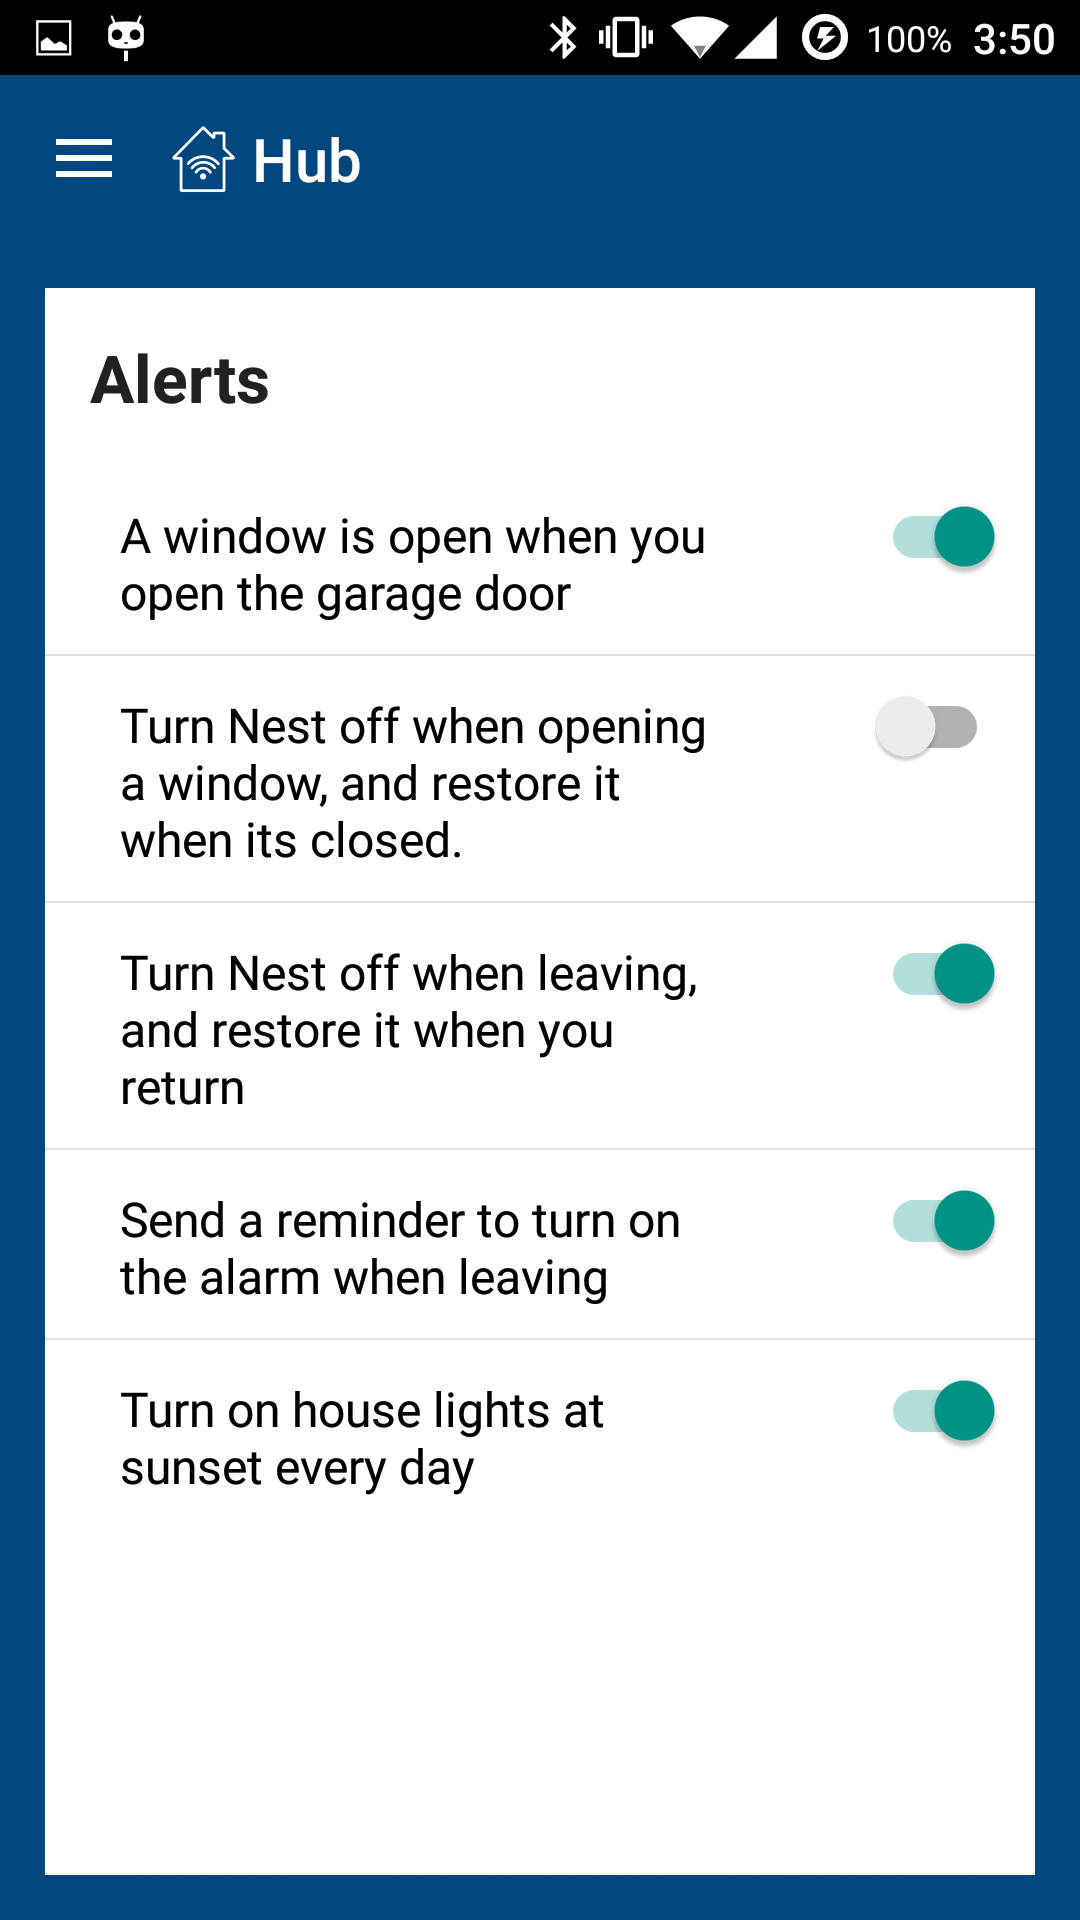 100% 3:50
Hub
Alerts
A window is open when you
open the garage door
Turn Nest off when opening
a window, and restore it
when its closed.
Turn Nest off when leaving,
and restore it when you
return
Send a reminder to turn on
the alarm when leaving
Turn on house lights at
sunset every day